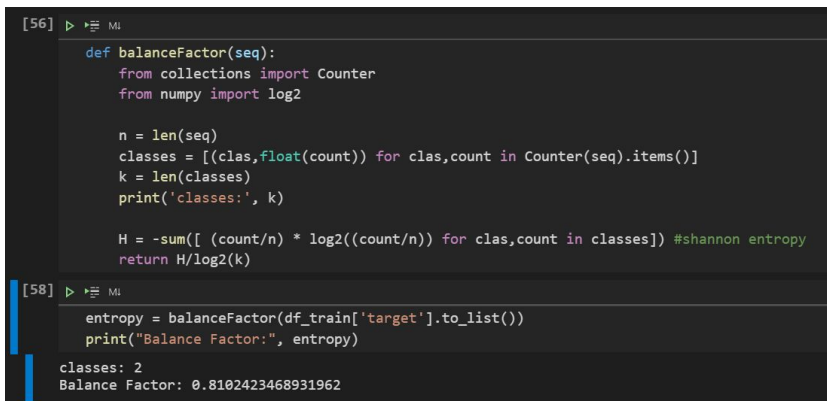 [56] M↓
def balanceFactor(seq):
    from collections import Counter
    from numpy import log2

    n = len(seq)
    classes = [(clas,float(count)) for clas,count in Counter(seq).items()]
    k = len(classes)
    print('classes:', k)

    H = -sum([ (count/n) * log2((count/n)) for clas,count in classes]) #shannon entropy
    return H/log2(k)
[58] M↓
entropy = balanceFactor(df_train['target'].to_list())
print("Balance Factor:", entropy)
classes: 2
Balance Factor: 0.8102423468931962